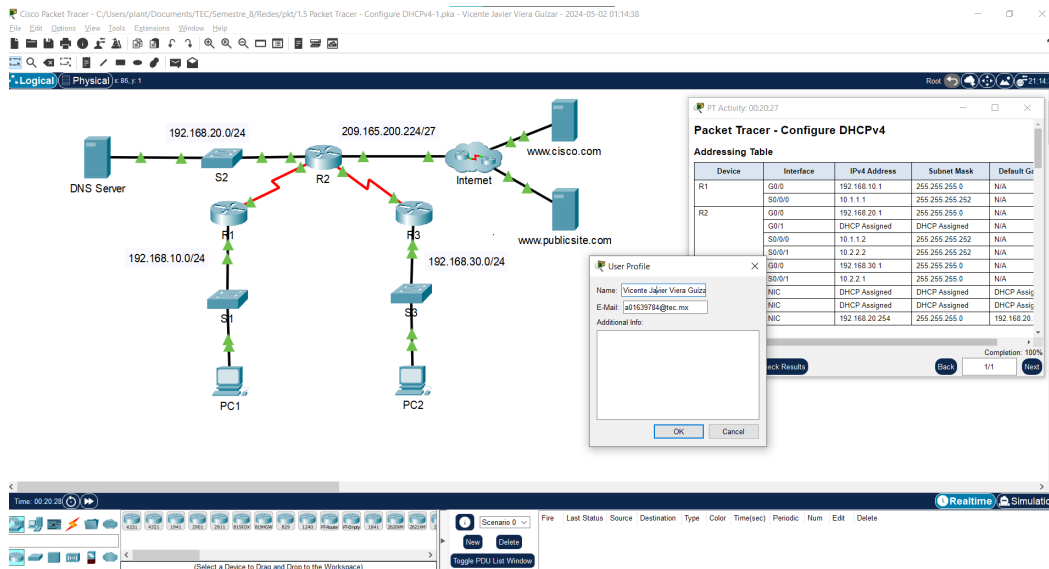 Cisco Packet Tracer - C:/Users/plant/Documents/TEC/Semestre_8/Redes/pkt/1.5 Packet Tracer - Configure DHCPv4-1.pka - Vicente Javier Viera Guízar - 2024-05-02 01:14:38
File Edit Options View Tools Extensions Window Help
Logical Physical x: 86, y: 1 Root 21:14:
192.168.20.0/24
209.165.200.224/27
www.cisco.com
DNS Server
S2
R2
Internet
R1
R3
www.publicsite.com
192.168.10.0/24
192.168.30.0/24
S1
S3
PC1
PC2
PT Activity: 00:20:27
Packet Tracer - Configure DHCPv4
Addressing Table
Device Interface IPv4 Address Subnet Mask Default Ga
R1 G0/0 192.168.10.1 255.255.255.0 N/A
S0/0/0 10.1.1.1 255.255.255.252 N/A
R2 G0/0 192.168.20.1 255.255.255.0 N/A
G0/1 DHCP Assigned DHCP Assigned N/A
S0/0/0 10.1.1.2 255.255.255.252 N/A
S0/0/1 10.2.2.2 255.255.255.252 N/A
G0/0 192.168.30.1 255.255.255.0 N/A
S0/0/1 10.2.2.1 255.255.255.0 N/A
NIC DHCP Assigned DHCP Assigned DHCP Assig
NIC DHCP Assigned DHCP Assigned DHCP Assig
NIC 192.168.20.254 255.255.255.0 192.168.20.
Completion: 100%
eck Results Back 1/1 Next
User Profile
Name: Vicente Javier Viera Guíza
E-Mail: a01639784@tec.mx
Additional Info:
OK Cancel
Time: 00:20:28 Realtime Simulatio
4331 4321 1941 2901 2911 819IOX 819HGW 829 1240 PT-Router PT-Empty 1841 2620XM 2621XM
(Select a Device to Drag and Drop to the Workspace)
Scenario 0
New Delete
Toggle PDU List Window
Fire Last Status Source Destination Type Color Time(sec) Periodic Num Edit Delete